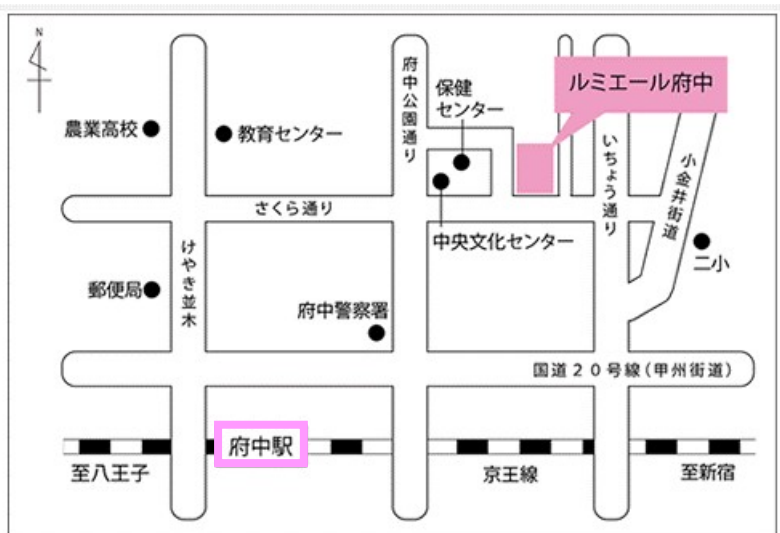 N
農業高校
教育センター
府中公園通り
保健
センター
ルミエール府中
いちょう通り
小金井街道
さくら通り
中央文化センター
二小
けやき並木
郵便局
府中警察署
国道20号線(甲州街道)
府中駅
至八王子
京王線
至新宿